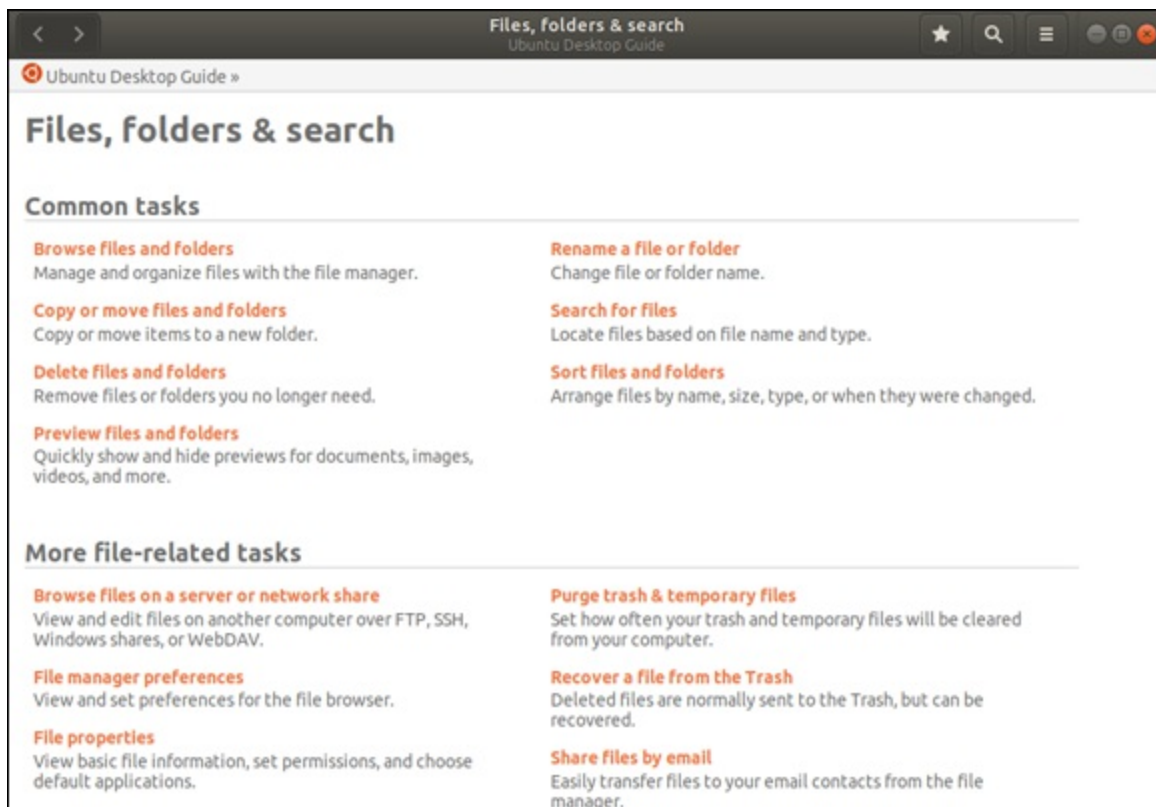 Files, folders & search
Ubuntu Desktop Guide
Ubuntu Desktop Guide »
Files, folders & search
Common tasks
Browse files and folders
Manage and organize files with the file manager.
Copy or move files and folders
Copy or move items to a new folder.
Delete files and folders
Remove files or folders you no longer need.
Preview files and folders
Quickly show and hide previews for documents, images,
videos, and more.
Rename a file or folder
Change file or folder name.
Search for files
Locate files based on file name and type.
Sort files and folders
Arrange files by name, size, type, or when they were changed.
More file-related tasks
Browse files on a server or network share
View and edit files on another computer over FTP, SSH,
Windows shares, or WebDAV.
File manager preferences
View and set preferences for the file browser.
File properties
View basic file information, set permissions, and choose
default applications.
Purge trash & temporary files
Set how often your trash and temporary files will be cleared
from your computer.
Recover a file from the Trash
Deleted files are normally sent to the Trash, but can be
recovered.
Share files by email
Easily transfer files to your email contacts from the file
manager.